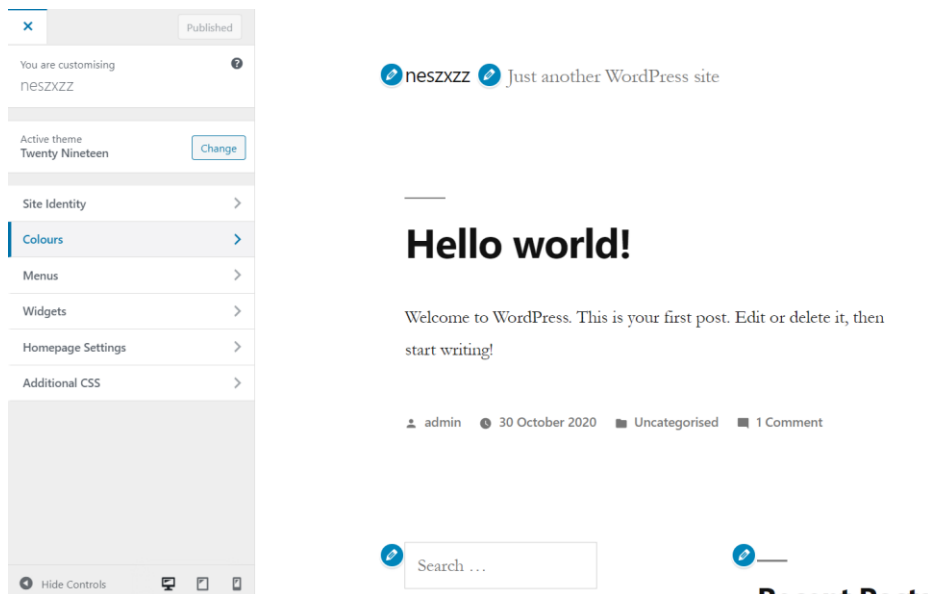 Published
You are customising
neszxzz
Active theme
Twenty Nineteen
Change
Site Identity
Colours
Menus
Widgets
Homepage Settings
Additional CSS
Hide Controls
neszxzz Just another WordPress site
Hello world!
Welcome to WordPress. This is your first post. Edit or delete it, then
start writing!
admin 30 October 2020 Uncategorised 1 Comment
Search …
Recent Posts